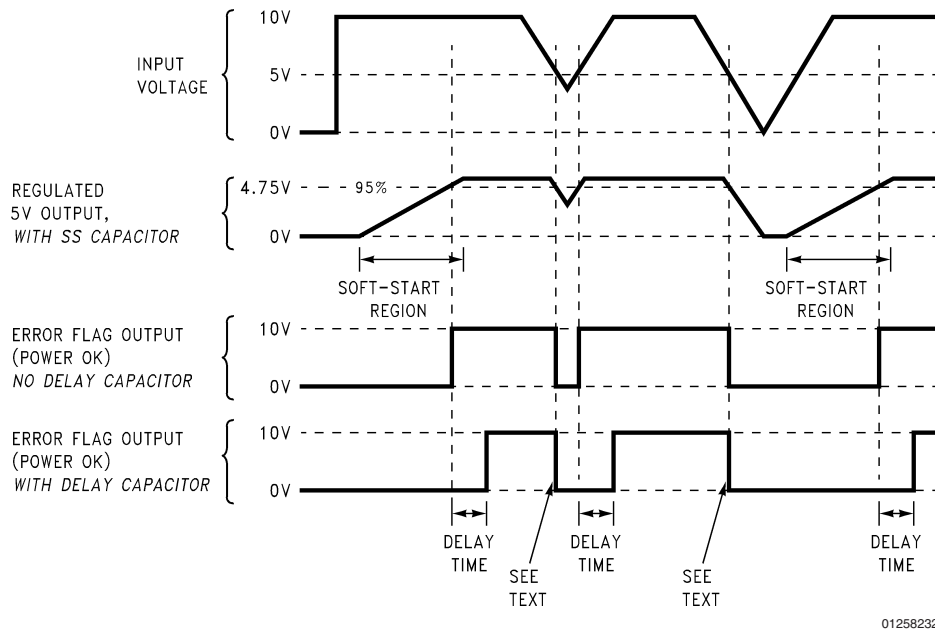 10V
INPUT
VOLTAGE
5V
0V
REGULATED
5V OUTPUT,
WITH SS CAPACITOR
4.75V
95%
0V
SOFT-START
REGION
SOFT-START
REGION
ERROR FLAG OUTPUT
(POWER OK)
NO DELAY CAPACITOR
10V
0V
ERROR FLAG OUTPUT
(POWER OK)
WITH DELAY CAPACITOR
10V
0V
DELAY
TIME
SEE
TEXT
DELAY
TIME
SEE
TEXT
DELAY
TIME
01258232